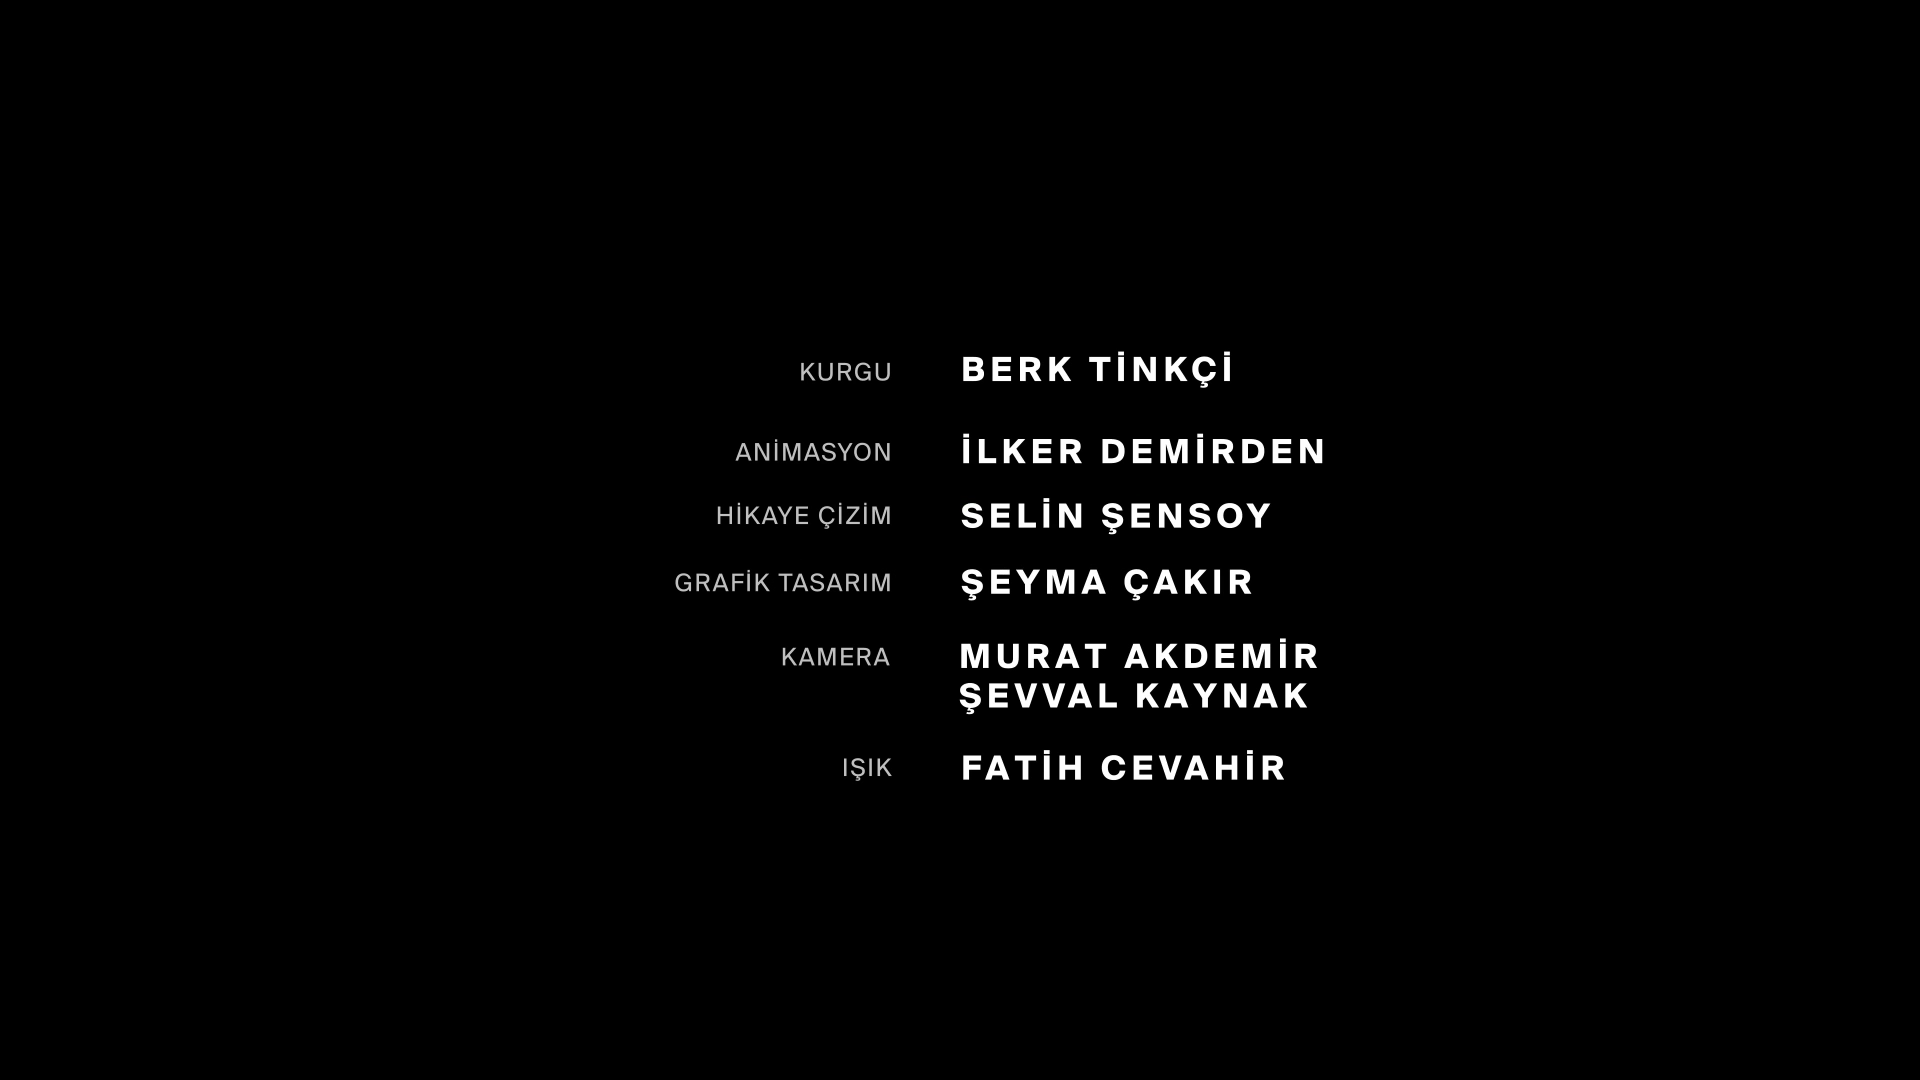 KURGU BERK TİNKÇİ
ANİMASYON İLKER DEMİRDEN
HİKAYE ÇİZİM SELİN ŞENSOY
GRAFİK TASARIM ŞEYMA ÇAKIR
KAMERA MURAT AKDEMİR
ŞEVVAL KAYNAK
IŞIK FATİH CEVAHİR